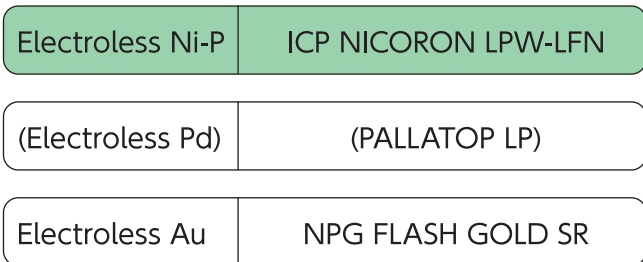 Electroless Ni-P ICP NICORON LPW-LFN
(Electroless Pd) (PALLATOP LP)
Electroless Au NPG FLASH GOLD SR